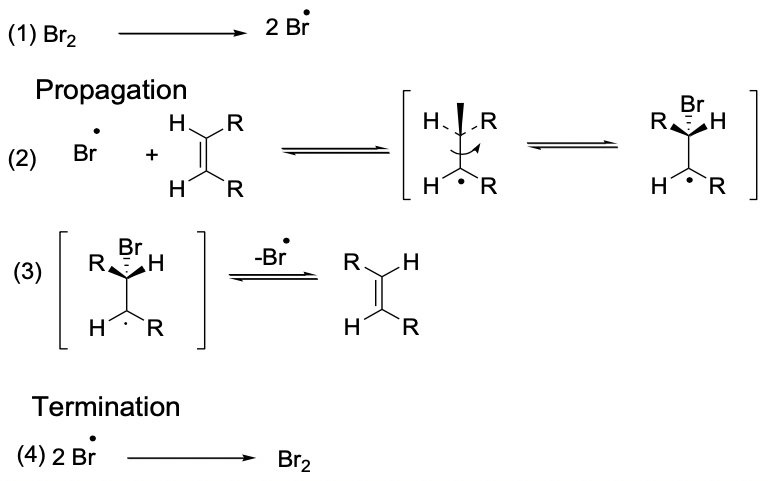 (1) Br2 2 Br•
Propagation
(2) Br• + H R H R H R H • R Br R H H • R
(3) Br R H H . R -Br• R H H R
Termination
(4) 2 Br• Br2